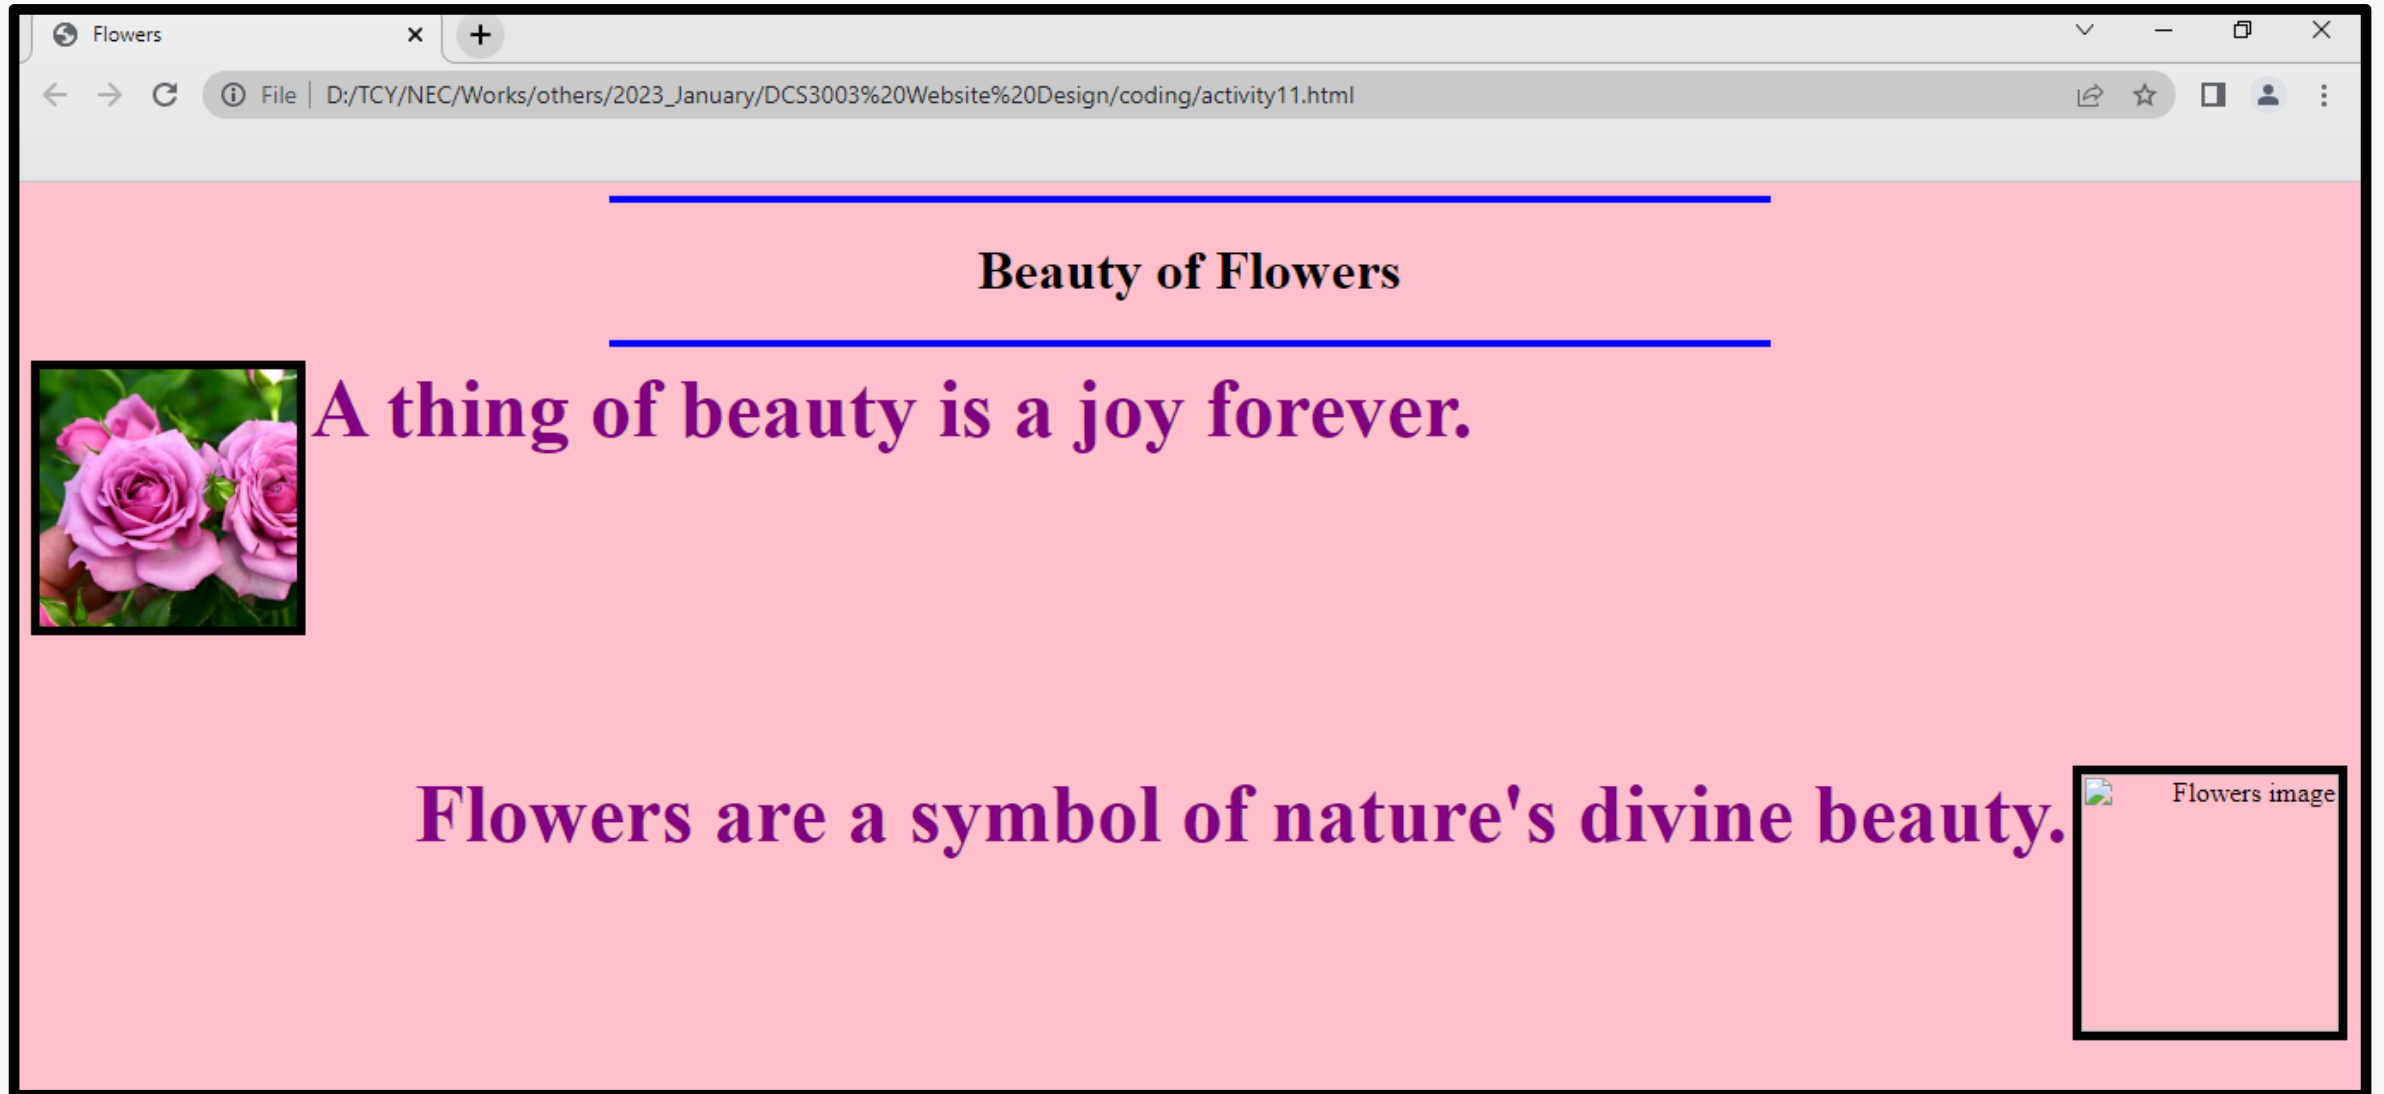 Flowers
File D:/TCY/NEC/Works/others/2023_January/DCS3003%20Website%20Design/coding/activity11.html
Beauty of Flowers
A thing of beauty is a joy forever.
Flowers are a symbol of nature's divine beauty.
Flowers image